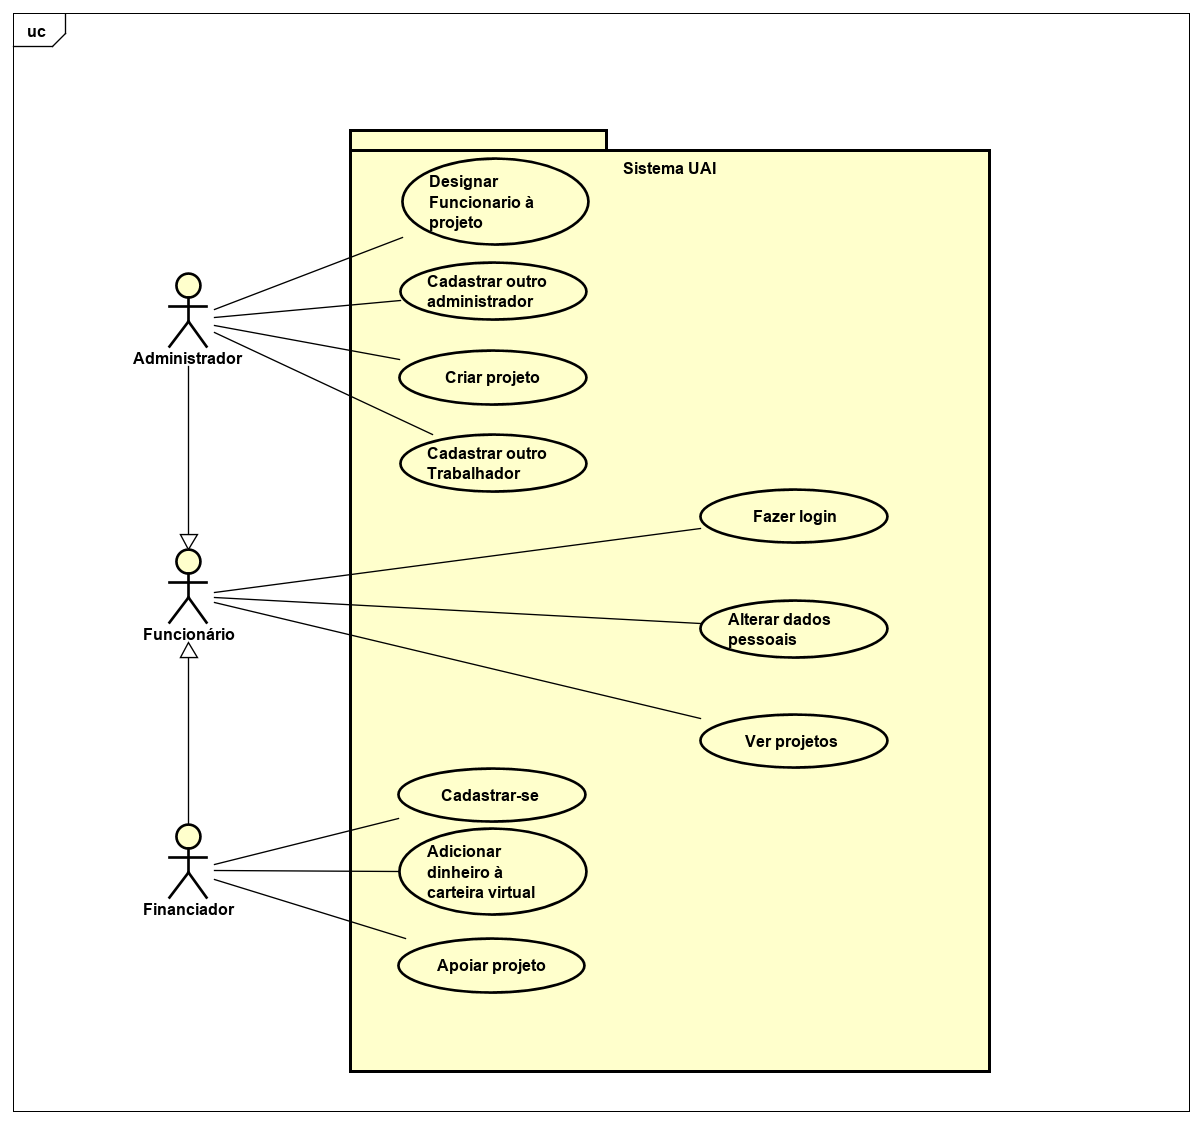 uc
Sistema UAI
Designar
Funcionario à
projeto
Cadastrar outro
administrador
Administrador
Criar projeto
Cadastrar outro
Trabalhador
Fazer login
Funcionário
Alterar dados
pessoais
Ver projetos
Cadastrar-se
Adicionar
dinheiro à
carteira virtual
Financiador
Apoiar projeto